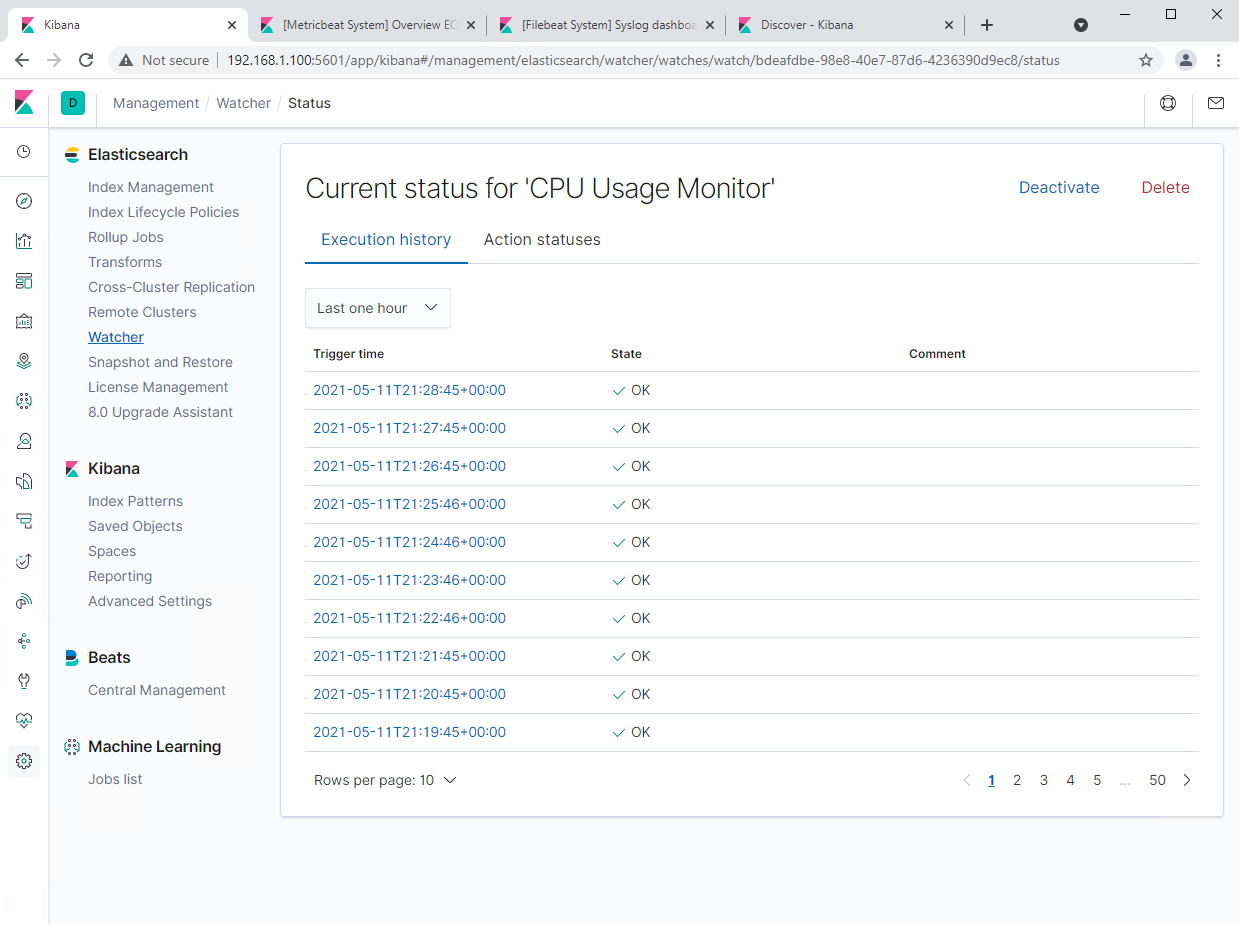 Kibana
[Metricbeat System] Overview EC
[Filebeat System] Syslog dashboa
Discover - Kibana
Not secure
192.168.1.100:5601/app/kibana#/management/elasticsearch/watcher/watches/watch/bdeafdbe-98e8-40e7-87d6-4236390d9ec8/status
D
Management / Watcher / Status
Elasticsearch
Index Management
Index Lifecycle Policies
Rollup Jobs
Transforms
Cross-Cluster Replication
Remote Clusters
Watcher
Snapshot and Restore
License Management
8.0 Upgrade Assistant
Kibana
Index Patterns
Saved Objects
Spaces
Reporting
Advanced Settings
Beats
Central Management
Machine Learning
Jobs list
Current status for 'CPU Usage Monitor'
Deactivate
Delete
Execution history
Action statuses
Last one hour
Trigger time State Comment
2021-05-11T21:28:45+00:00 OK
2021-05-11T21:27:45+00:00 OK
2021-05-11T21:26:45+00:00 OK
2021-05-11T21:25:46+00:00 OK
2021-05-11T21:24:46+00:00 OK
2021-05-11T21:23:46+00:00 OK
2021-05-11T21:22:46+00:00 OK
2021-05-11T21:21:45+00:00 OK
2021-05-11T21:20:45+00:00 OK
2021-05-11T21:19:45+00:00 OK
Rows per page: 10
1 2 3 4 5 ... 50